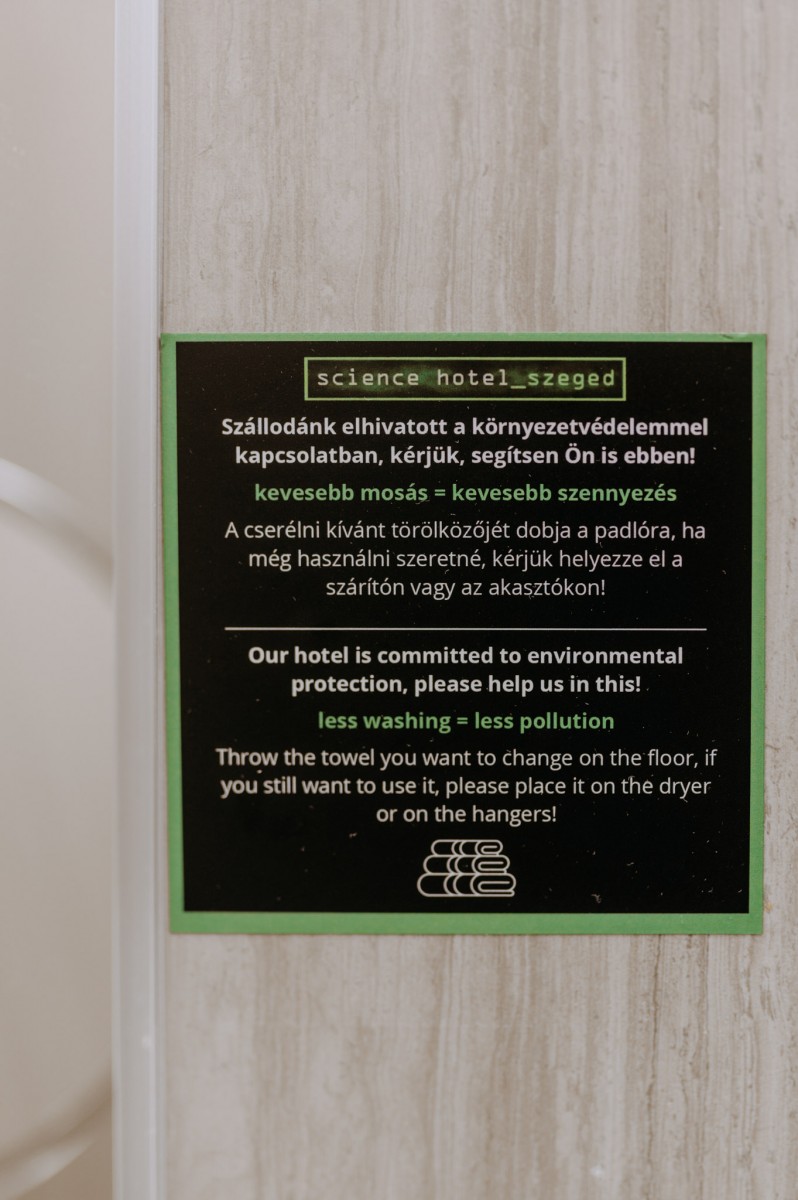 science hotel_szeged
Szállodánk elhivatott a környezetvédelemmel
kapcsolatban, kérjük, segítsen Ön is ebben!
kevesebb mosás = kevesebb szennyezés
A cserélni kívánt törölközőjét dobja a padlóra, ha
még használni szeretné, kérjük helyezze el a
szárítón vagy az akasztókon!
Our hotel is committed to environmental
protection, please help us in this!
less washing = less pollution
Throw the towel you want to change on the floor, if
you still want to use it, please place it on the dryer
or on the hangers!